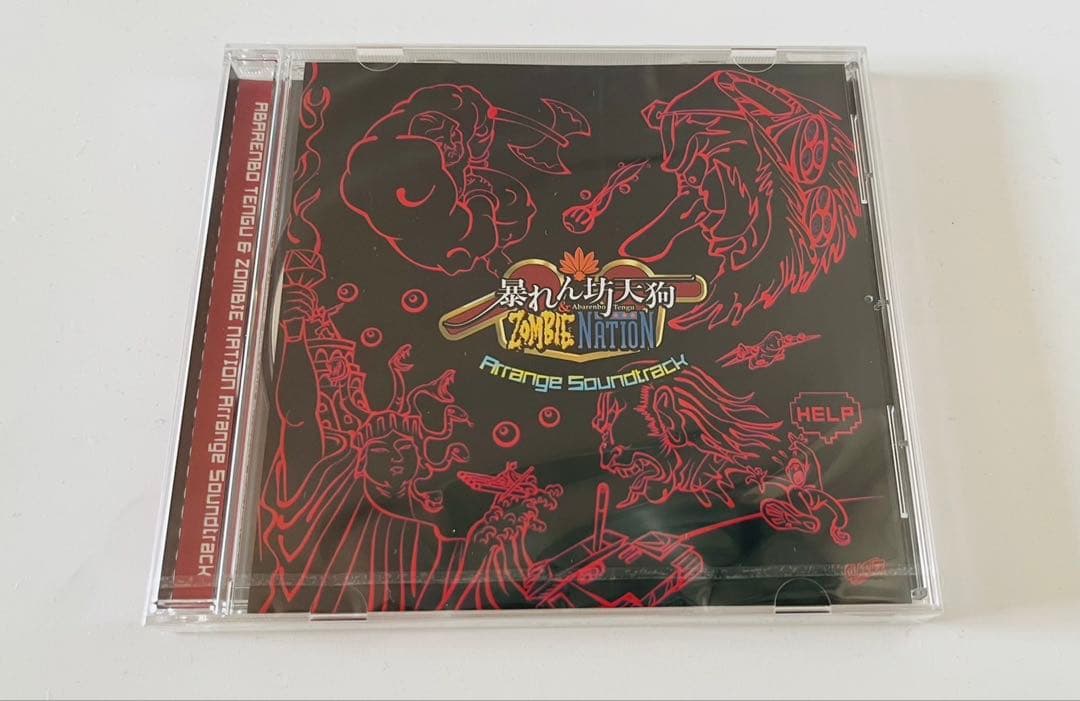 ABARENBO TENGU & ZOMBIE NATION Arrange Soundtrack
暴れん坊天狗
& Abarenbo Tengu
ZOMBIE NATION
Arrange Soundtrack
HELP